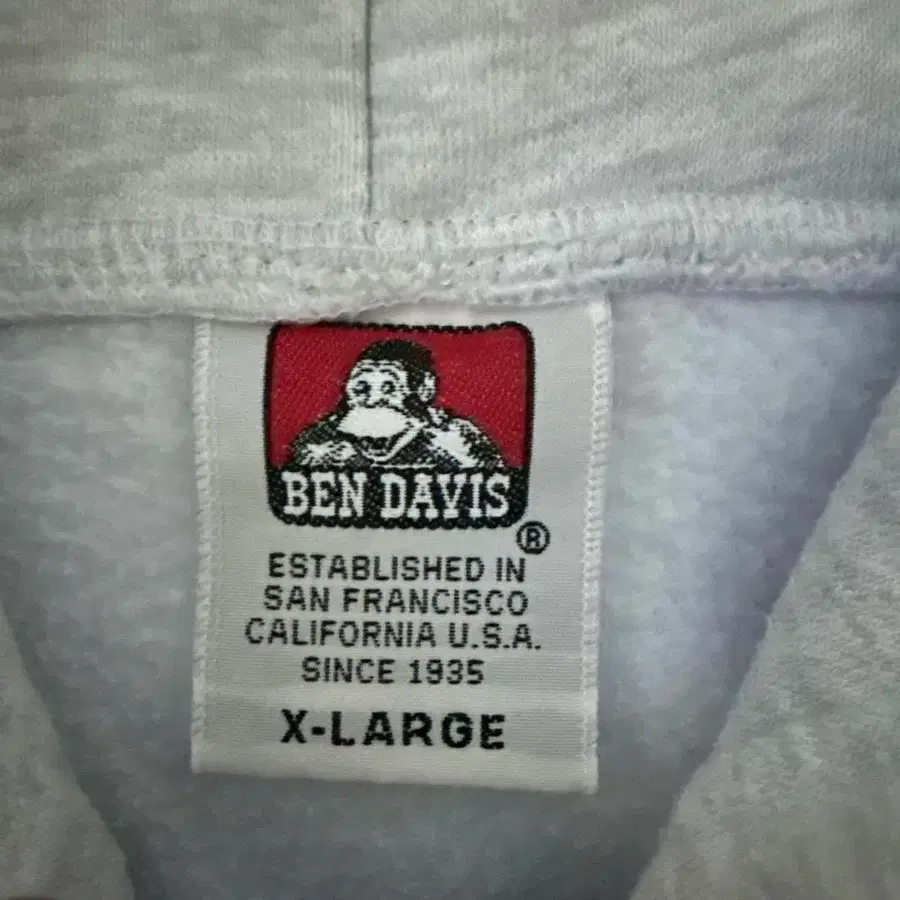 BEN DAVIS
®
ESTABLISHED IN
SAN FRANCISCO
CALIFORNIA U.S.A.
SINCE 1935
X-LARGE